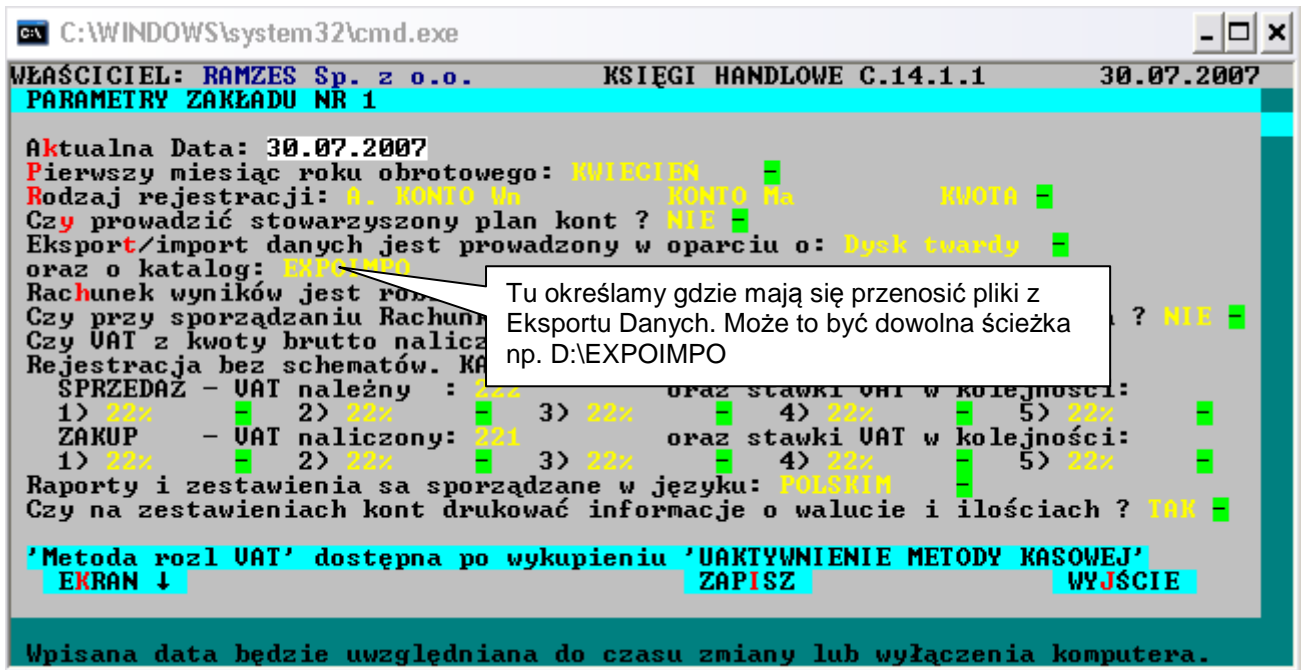 C:\WINDOWS\system32\cmd.exe
WŁAŚCICIEL: RAMZES Sp. z o.o. KSIĘGI HANDLOWE C.14.1.1 30.07.2007
PARAMETRY ZAKŁADU NR 1
Aktualna Data: 30.07.2007
Pierwszy miesiąc roku obrotowego: KWIECIEŃ
Rodzaj rejestracji: A. KONTO Wn KONTO Ma KWOTA
Czy prowadzić stowarzyszony plan kont ? NIE
Eksport/import danych jest prowadzony w oparciu o: Dysk twardy
oraz o katalog: EXPOIMPO
Rachunek wyników jest
Czy przy sporządzaniu ? NIE
Czy VAT z kwoty brutto
Rejestracja bez schematów.
Tu określamy gdzie mają się przenosić pliki z
Eksportu Danych. Może to być dowolna ścieżka
np. D:\EXPOIMPO
SPRZEDAŻ - VAT należny : 222 oraz stawki VAT w kolejności:
1) 22% 2) 22% 3) 22% 4) 22% 5) 22%
ZAKUP - VAT naliczony: 221 oraz stawki VAT w kolejności:
1) 22% 2) 22% 3) 22% 4) 22% 5) 22%
Raporty i zestawienia sa sporządzane w języku: POLSKIM
Czy na zestawieniach kont drukować informacje o walucie i ilościach ? TAK
'Metoda rozl VAT' dostępna po wykupieniu 'UAKTYWNIENIE METODY KASOWEJ'
EKRAN ↓ ZAPISZ WYJŚCIE
Wpisana data będzie uwzględniana do czasu zmiany lub wyłączenia komputera.